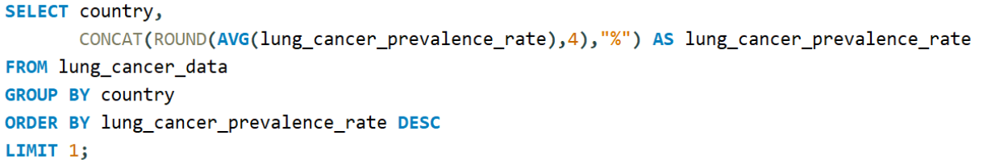 SELECT country,
CONCAT(ROUND(AVG(lung_cancer_prevalence_rate),4),"%") AS lung_cancer_prevalence_rate
FROM lung_cancer_data
GROUP BY country
ORDER BY lung_cancer_prevalence_rate DESC
LIMIT 1;